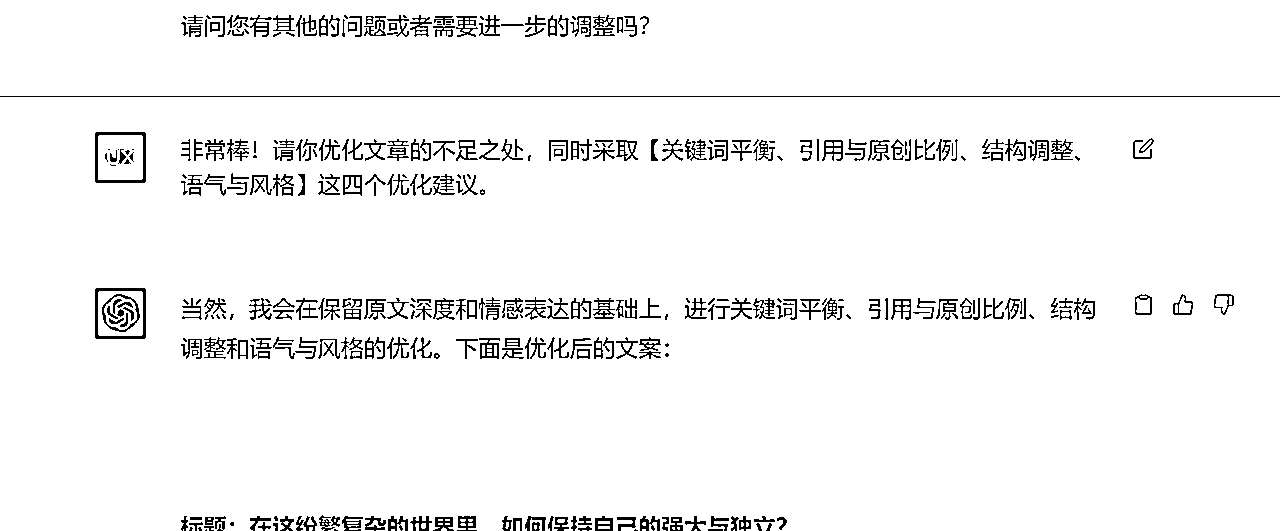 请问您有其他的问题或者需要进一步的调整吗？
UX
非常棒！请你优化文章的不足之处，同时采取【关键词平衡、引用与原创比例、结构调整、
语气与风格】这四个优化建议。
当然，我会在保留原文深度和情感表达的基础上，进行关键词平衡、引用与原创比例、结构
调整和语气与风格的优化。下面是优化后的文案：
标题：在这纷繁复杂的世界里，如何保持自己的强大与独立？